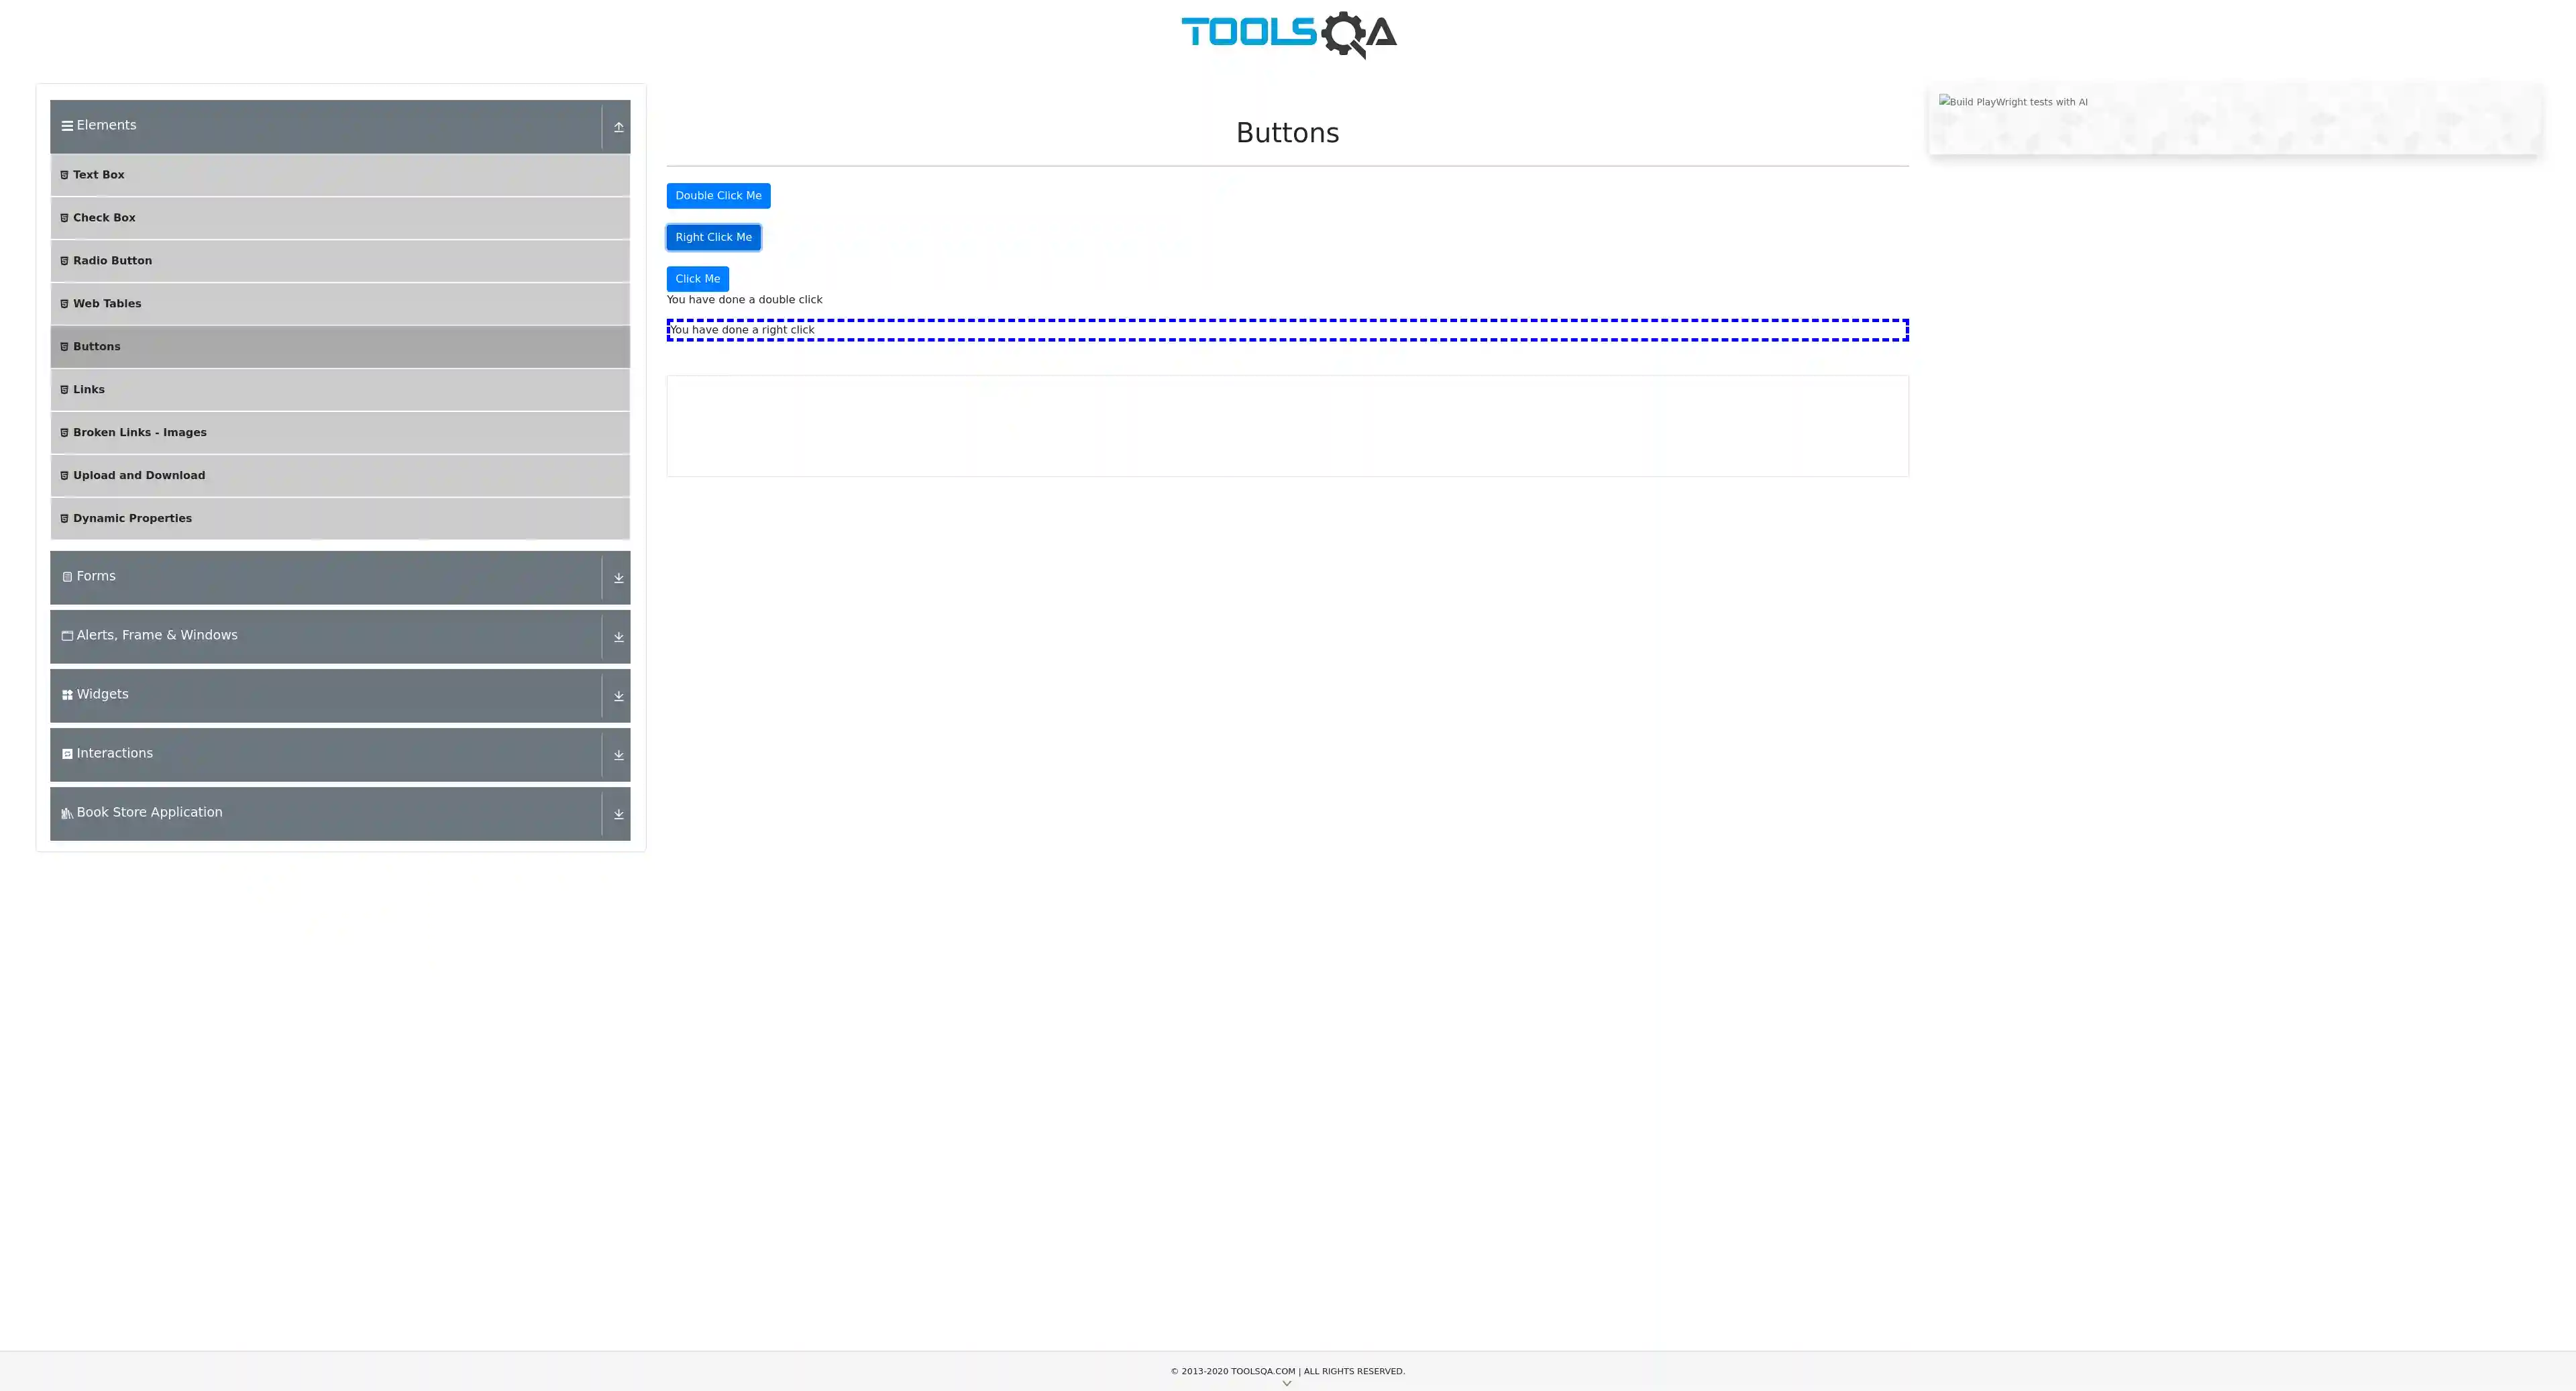 TOOLSQA
Elements
Text Box
Check Box
Radio Button
Web Tables
Buttons
Links
Broken Links - Images
Upload and Download
Dynamic Properties
Forms
Alerts, Frame & Windows
Widgets
Interactions
Book Store Application
Buttons
Double Click Me
Right Click Me
Click Me
You have done a double click
You have done a right click
Build PlayWright tests with AI
© 2013-2020 TOOLSQA.COM | ALL RIGHTS RESERVED.